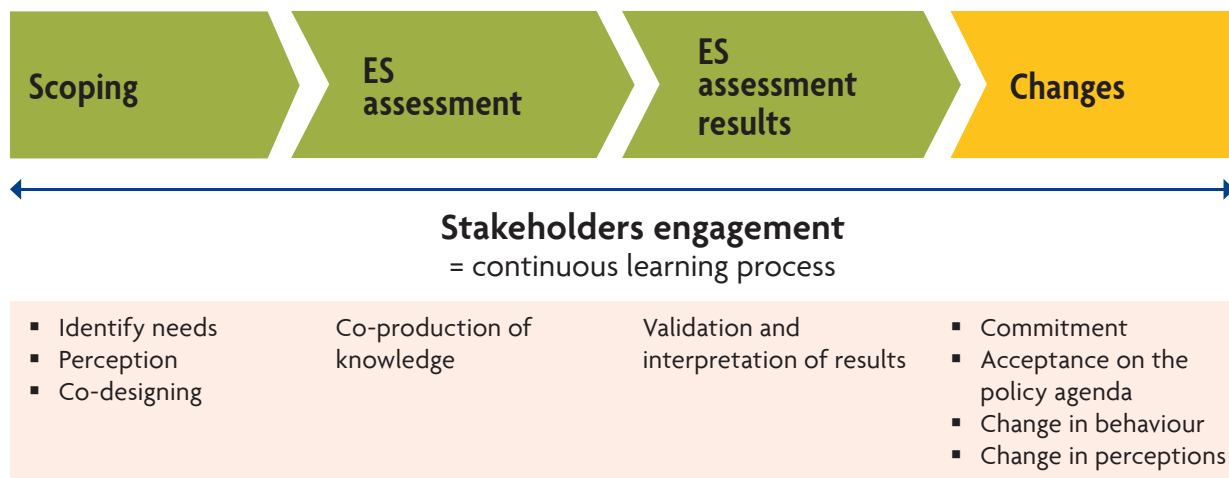 Scoping
ES
assessment
ES
assessment
results
Changes
Stakeholders engagement
= continuous learning process
▪ Identify needs
▪ Perception
▪ Co-designing
Co-production of
knowledge
Validation and
interpretation of results
▪ Commitment
▪ Acceptance on the
policy agenda
▪ Change in behaviour
▪ Change in perceptions